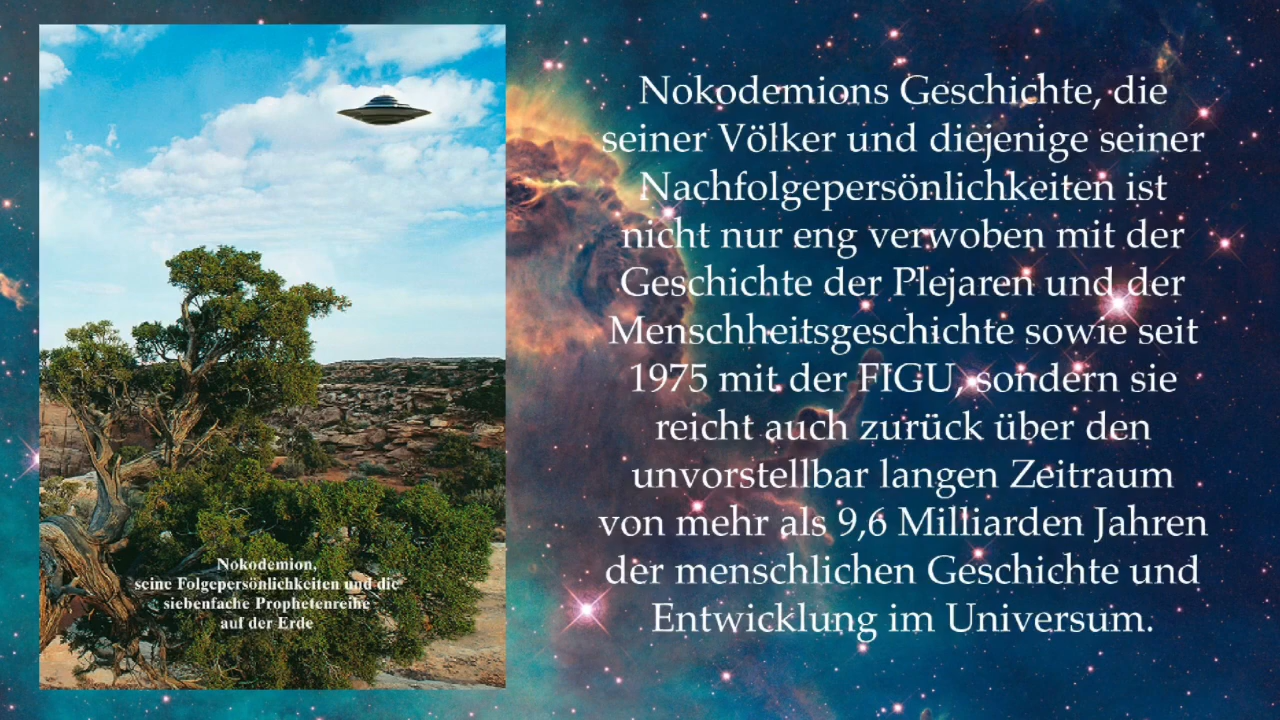 Nokodemion,
seine Folgepersönlichkeiten und die
siebenfache Prophetenreihe
auf der Erde
Nokodemions Geschichte, die
seiner Völker und diejenige seiner
Nachfolgepersönlichkeiten ist
nicht nur eng verwoben mit der
Geschichte der Plejaren und der
Menschheitsgeschichte sowie seit
1975 mit der FIGU, sondern sie
reicht auch zurück über den
unvorstellbar langen Zeitraum
von mehr als 9,6 Milliarden Jahren
der menschlichen Geschichte und
Entwicklung im Universum.